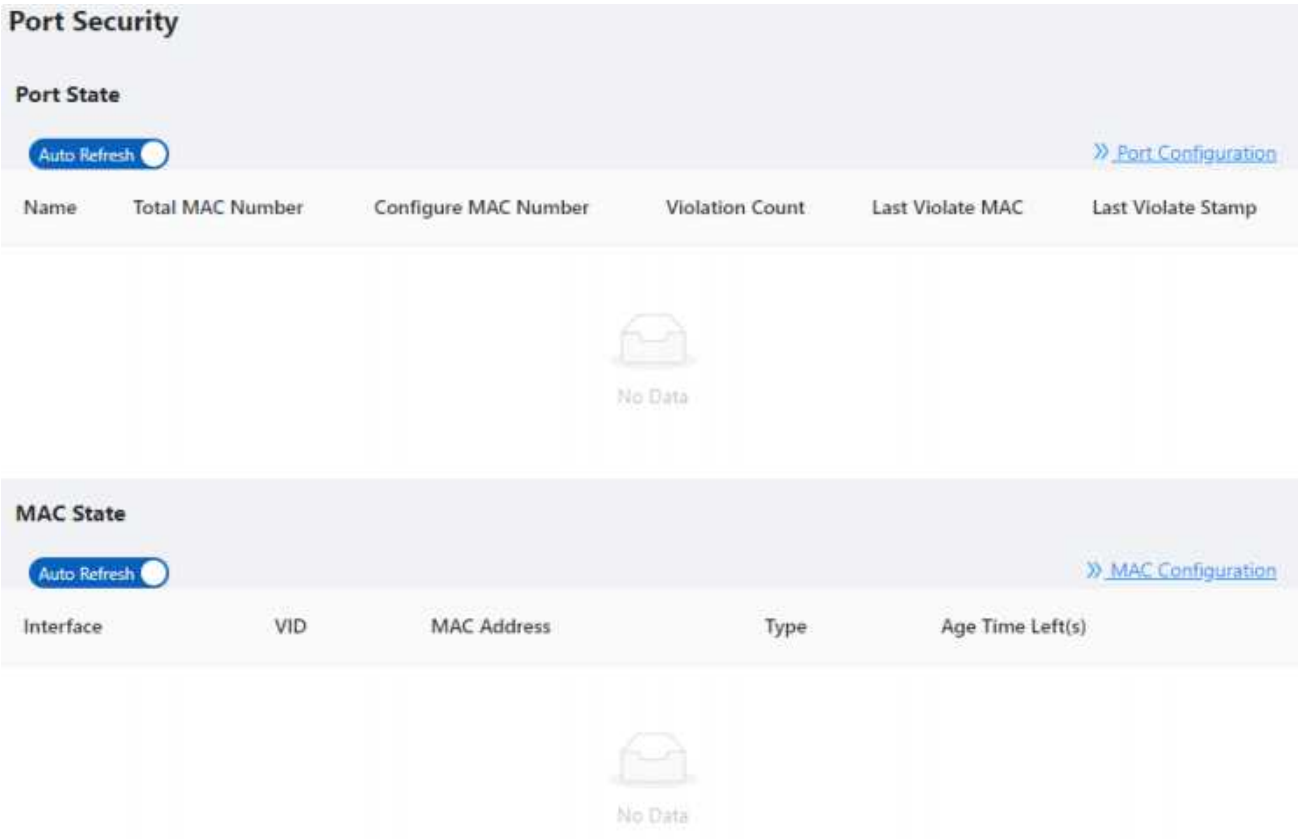 Port Security
Port State
Auto Refresh
» Port Configuration
Name Total MAC Number Configure MAC Number Violation Count Last Violate MAC Last Violate Stamp
No Data
MAC State
Auto Refresh
» MAC Configuration
Interface VID MAC Address Type Age Time Left(s)
No Data